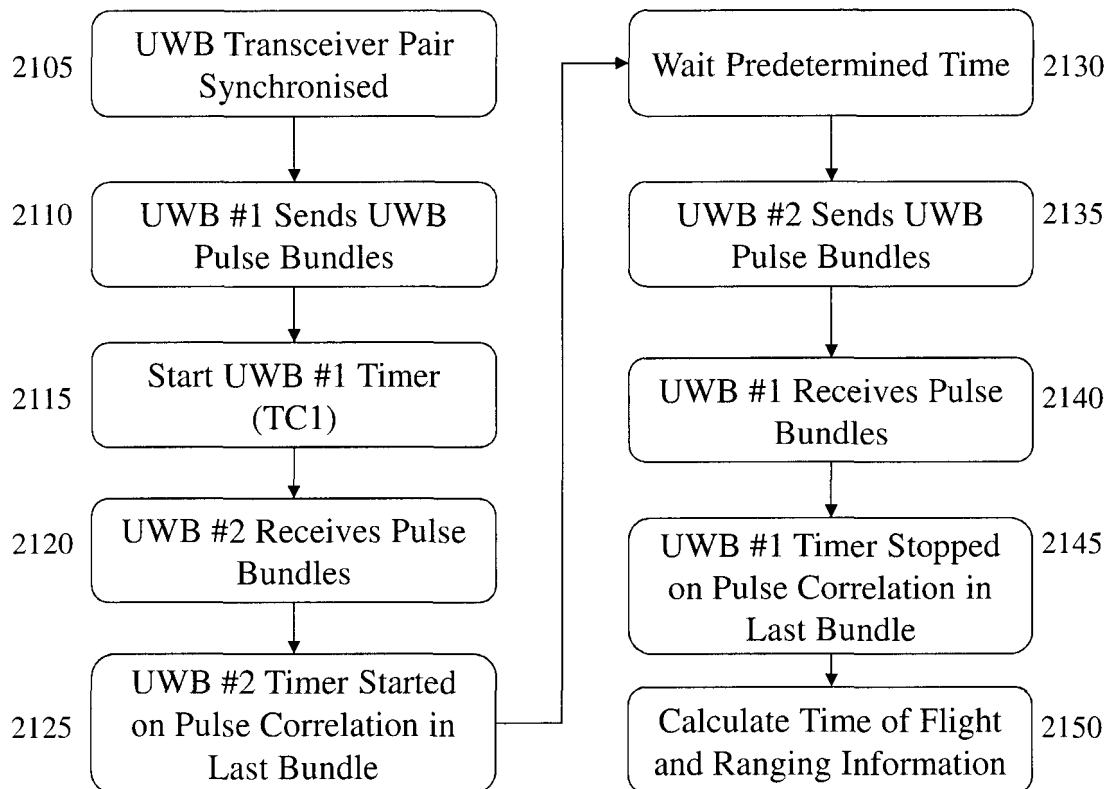 2105
UWB Transceiver Pair
Synchronised
2110
UWB #1 Sends UWB
Pulse Bundles
2115
Start UWB #1 Timer
(TC1)
2120
UWB #2 Receives Pulse
Bundles
2125
UWB #2 Timer Started
on Pulse Correlation in
Last Bundle
Wait Predetermined Time
2130
UWB #2 Sends UWB
Pulse Bundles
2135
UWB #1 Receives Pulse
Bundles
2140
UWB #1 Timer Stopped
on Pulse Correlation in
Last Bundle
2145
Calculate Time of Flight
and Ranging Information
2150